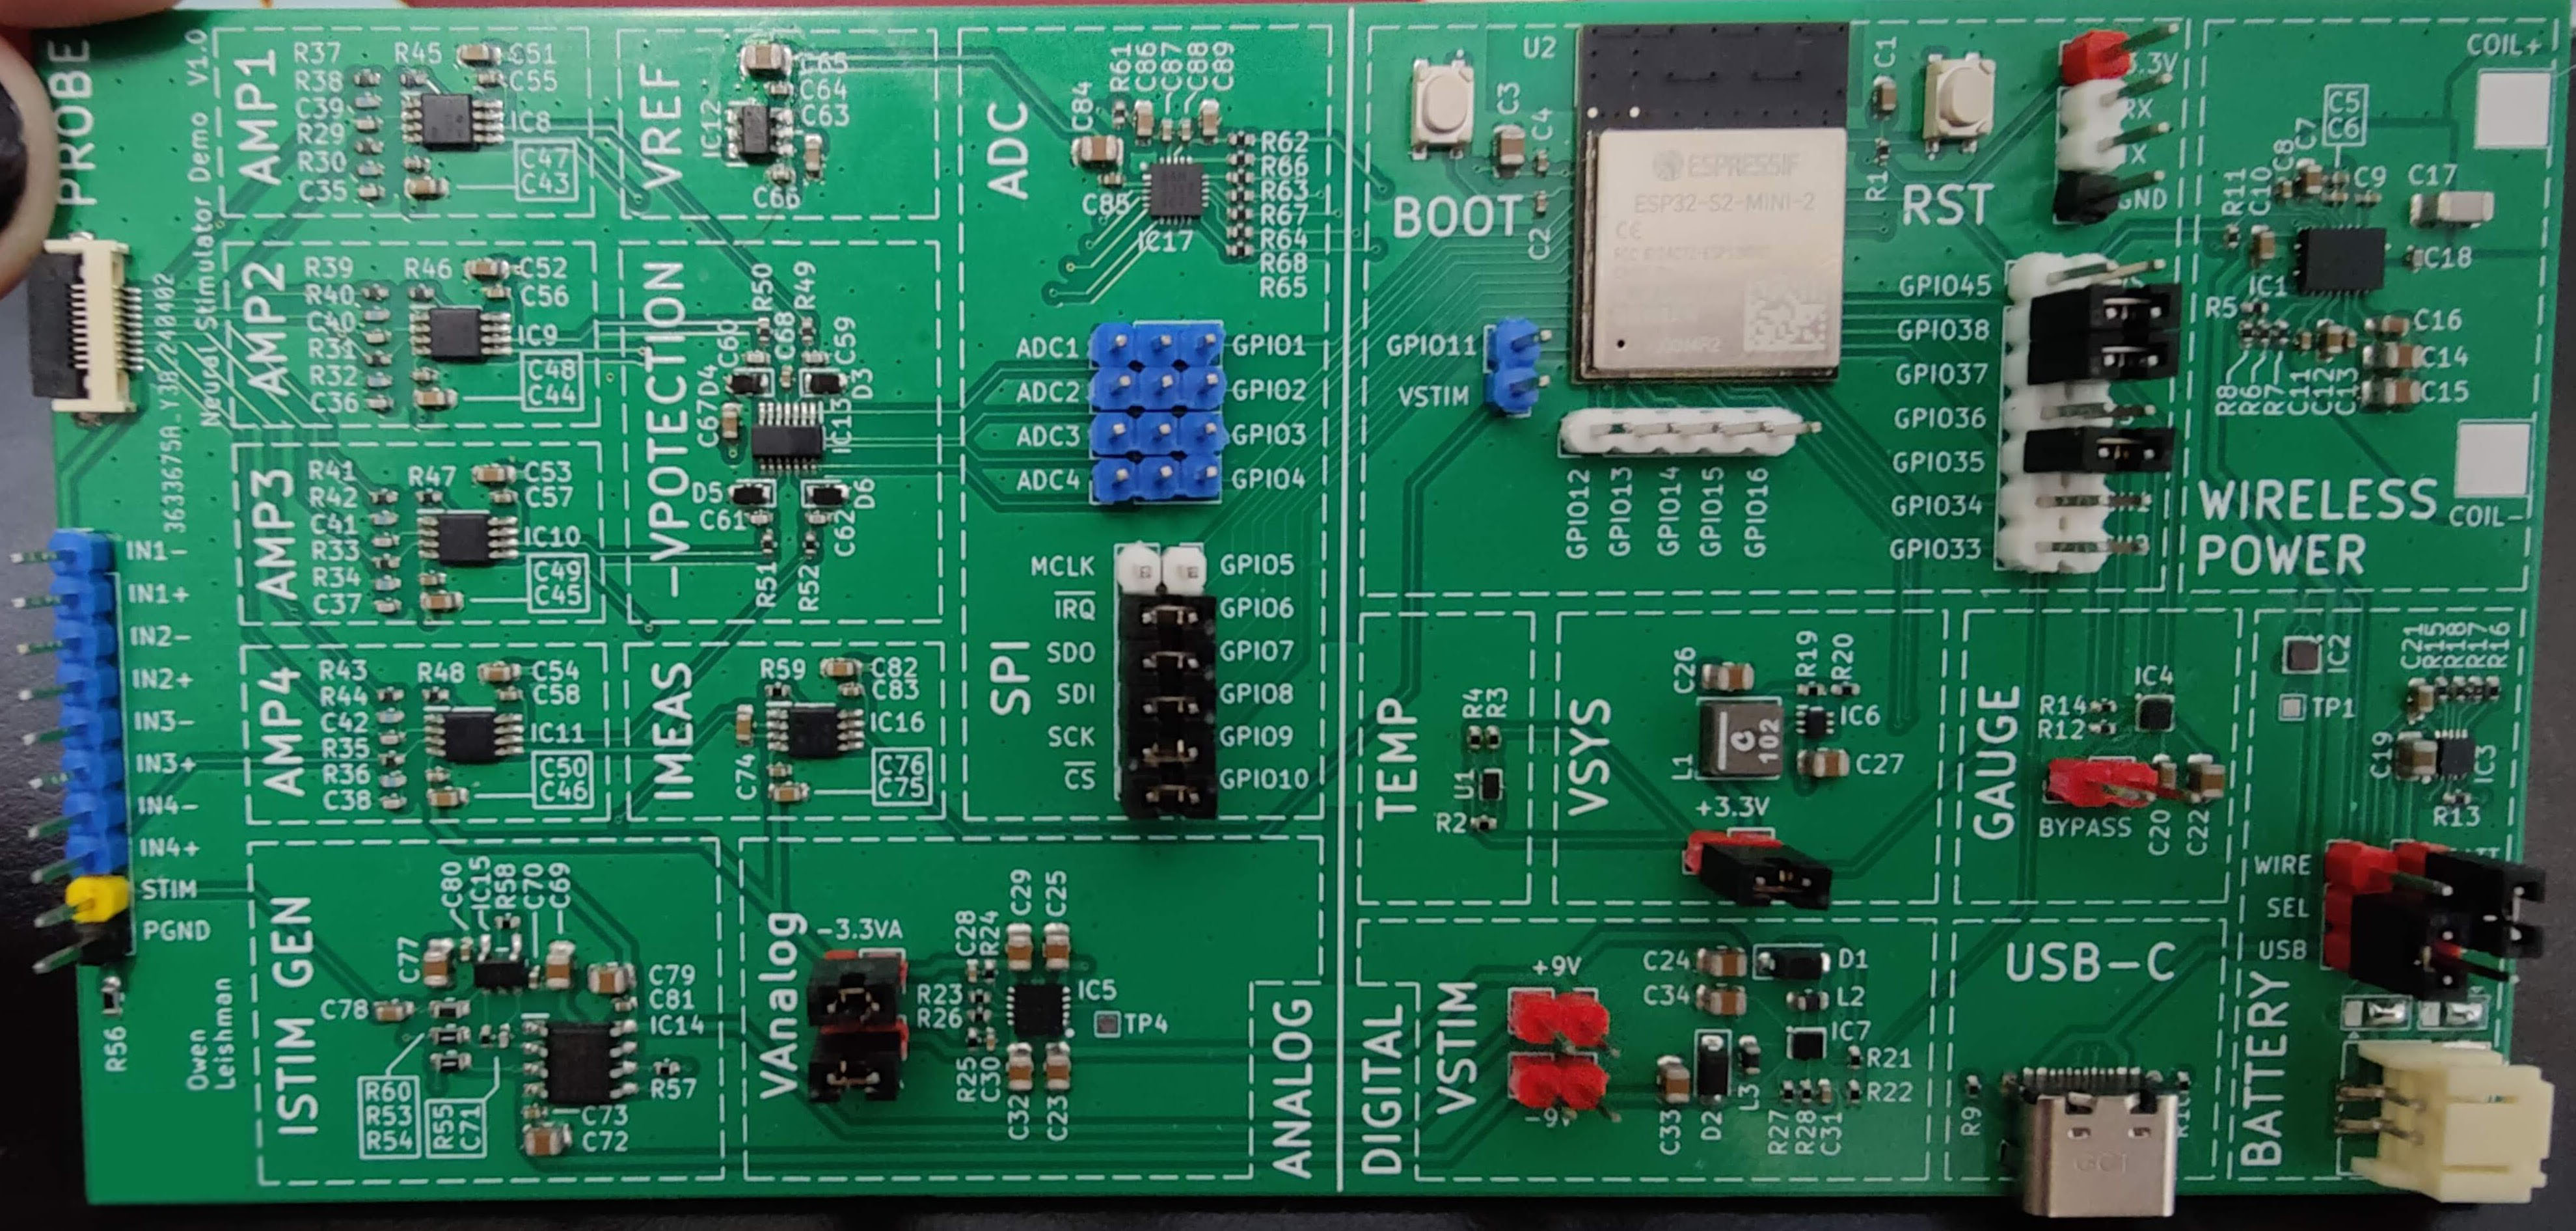 PROBE
Neural Stimulator Demo V1.0
3633675A_Y38_240402
AMP1
R37
R38
C39
R29
R30
C35
R45
C51
C55
IC8
C47
C43
VREF
IC12
C65
C64
C63
C66
ADC
C84
R61
C86
C87
C88
C89
C85
IC17
R62
R66
R63
R67
R64
R68
R65
AMP2
R39
R40
C40
R31
R32
C36
R46
C52
C56
IC9
C48
C44
-VPOTECTION
R50
R49
C60
C68
C59
D4
C67
D3
IC13
D5
C61
D6
C62
R51
R52
ADC1 GPIO1
ADC2 GPIO2
ADC3 GPIO3
ADC4 GPIO4
AMP3
R41
R42
C41
R33
R34
C37
R47
C53
C57
IC10
C49
C45
IN1-
IN1+
IN2-
IN2+
IN3-
IN3+
IN4-
IN4+
STIM
PGND
R56
AMP4
R43
R44
C42
R35
R36
C38
R48
C54
C58
IC11
C50
C46
IMEAS
R59
C82
C83
IC16
C74
C76
C75
SPI
MCLK GPIO5
IRQ GPIO6
SDO GPIO7
SDI GPIO8
SCK GPIO9
CS GPIO10
ISTIM GEN
C80
IC15
R58
C70
C69
C77
C78
C79
C81
IC14
R57
R60
R53
R54
R55
C71
C73
C72
Owen
Leishman
VAnalog
-3.3VA
C28
R24
C29
C25
R23
R26
IC5
TP4
R25
C30
C32
C23
ANALOG
DIGITAL
U2
BOOT
C3
C4
C2
ESPRESSIF
ESP32-S2-MINI-2
CE
C1
R1
RST
3.3V
RX
GND
GPIO11
VSTIM
GPIO12
GPIO13
GPIO14
GPIO15
GPIO16
GPIO45
GPIO38
GPIO37
GPIO36
GPIO35
GPIO34
GPIO33
COIL+
C5
C6
C7
C8
C9
C10
R11
C17
C18
IC1
R5
R8
R6
R7
C11
C12
C13
C16
C14
C15
WIRELESS
POWER
COIL-
TEMP
R4
R3
U1
R2
VSYS
C26
R19
R20
IC6
L1
102
C27
+3.3V
GAUGE
IC4
R14
R12
BYPASS
C20
C22
IC2
TP1
C21
R15
R18
R17
R16
C19
IC3
R13
WIRE
SEL
USB
BATTERY
VSTIM
+9V
-9V
C24
C34
D1
L2
IC7
C33
D2
L3
R21
R22
R27
R28
C31
USB-C
R9
GCT